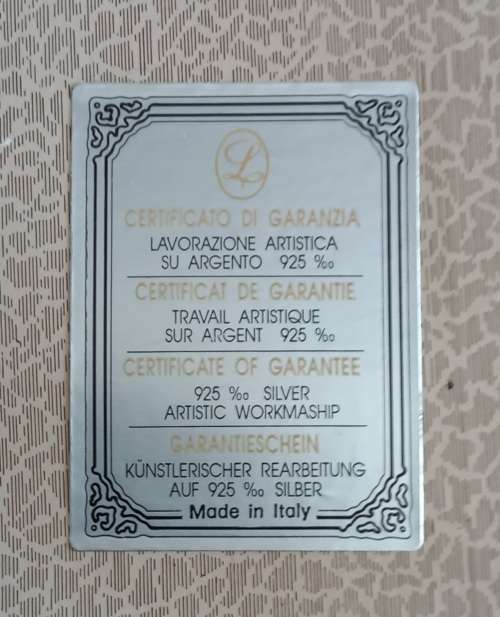 L
CERTIFICATO DI GARANZIA
LAVORAZIONE ARTISTICA
SU ARGENTO 925 ‰
CERTIFICAT DE GARANTIE
TRAVAIL ARTISTIQUE
SUR ARGENT 925 ‰
CERTIFICATE OF GARANTEE
925 ‰ SILVER
ARTISTIC WORKMASHIP
GARANTIESCHEIN
KÜNSTLERISCHER REARBEITUNG
AUF 925 ‰ SILBER
Made in Italy